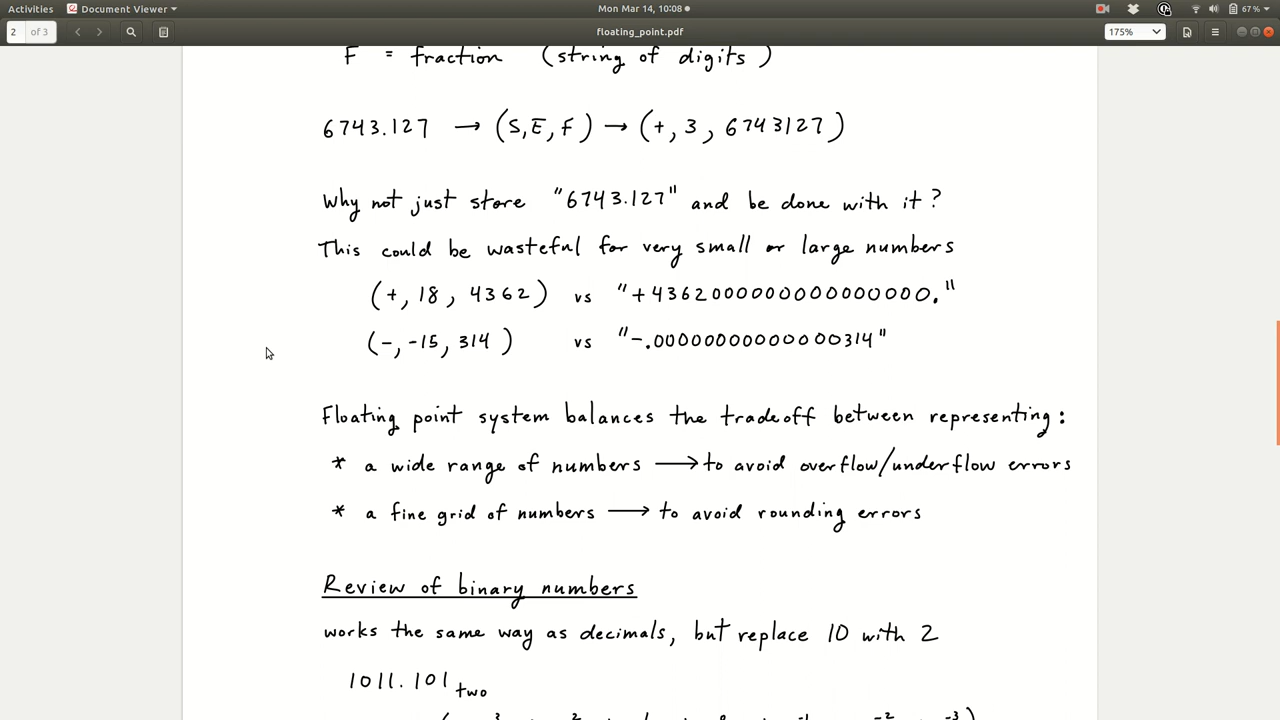 Activities Document Viewer Mon Mar 14, 10:08 67%
2 of 3 floating_point.pdf 175%
F = fraction (string of digits)
6743.127 → (S,E,F) → (+, 3, 6743127)
Why not just store "6743.127" and be done with it?
This could be wasteful for very small or large numbers
(+, 18, 4362) vs "+4362000000000000000."
(-, -15, 314) vs "-.00000000000000314"
Floating point system balances the tradeoff between representing:
* a wide range of numbers → to avoid overflow/underflow errors
* a fine grid of numbers → to avoid rounding errors
Review of binary numbers
works the same way as decimals, but replace 10 with 2
1011.101 two